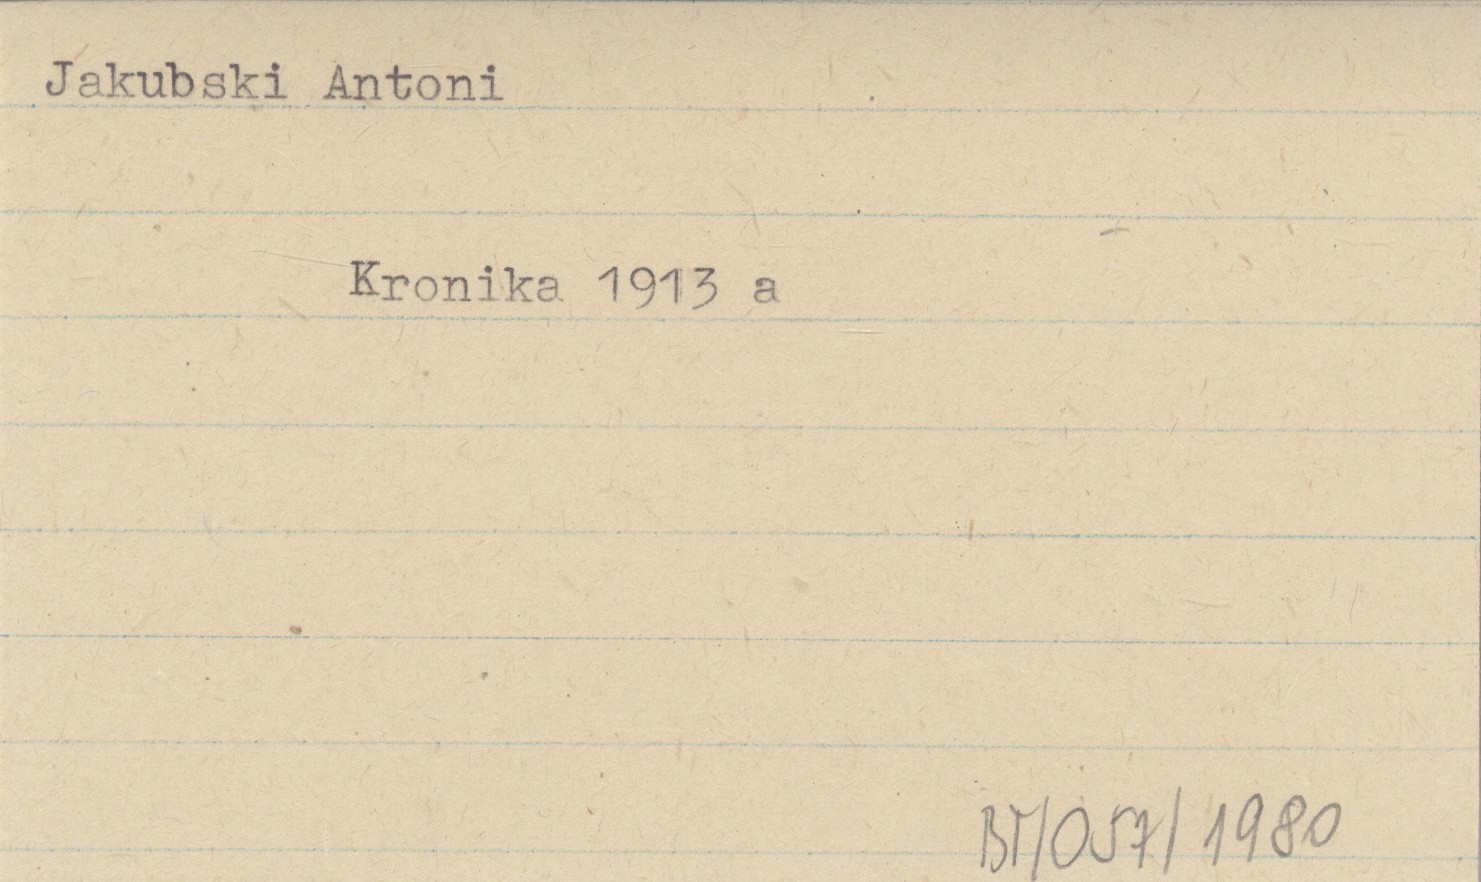 Jakubski Antoni
Kronika 1913 a
BT/057/1980